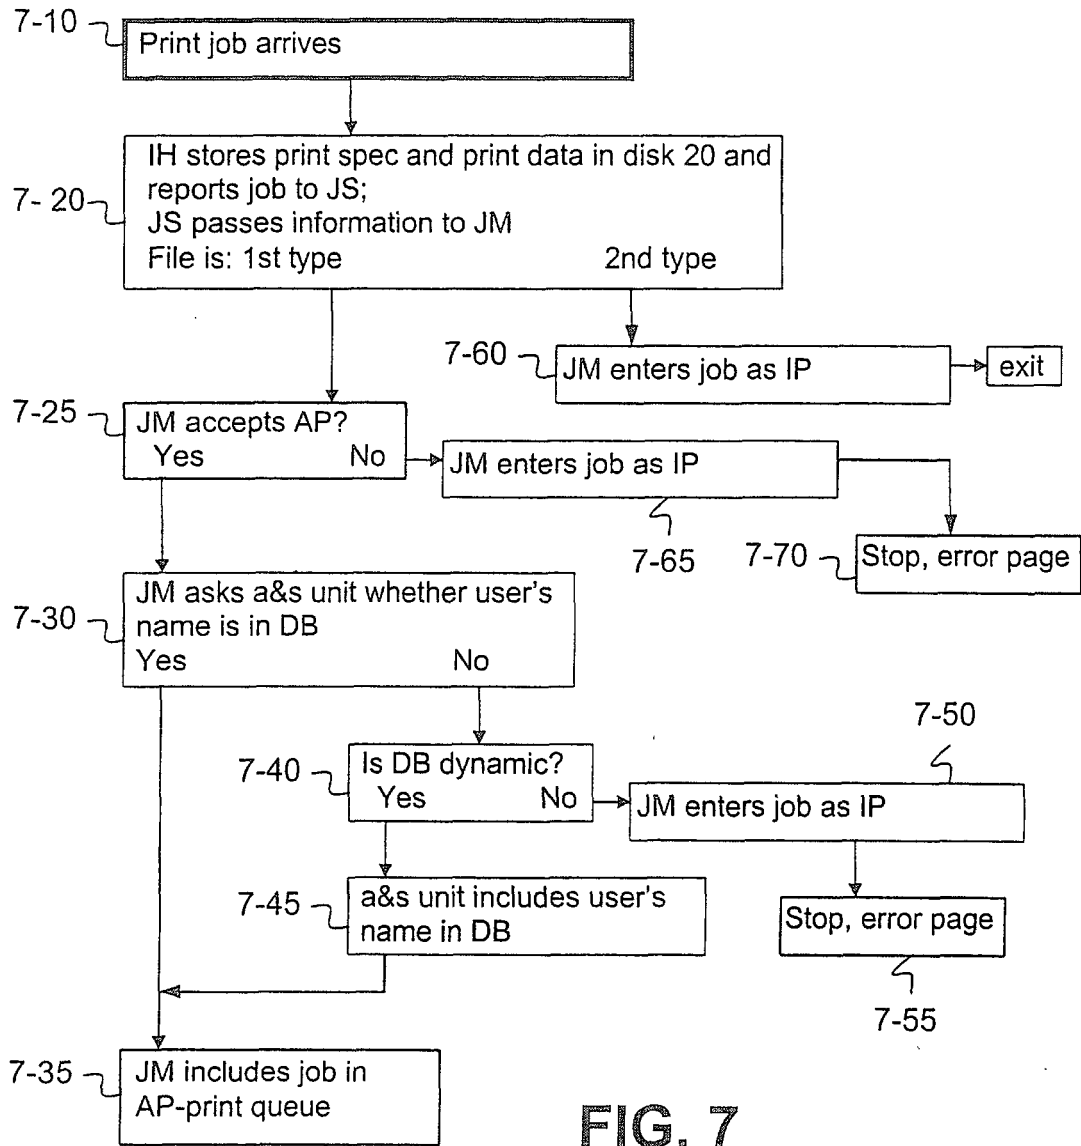 7-10
Print job arrives
7-20
IH stores print spec and print data in disk 20 and
reports job to JS;
JS passes information to JM
File is: 1st type 2nd type
7-60
JM enters job as IP
exit
7-25
JM accepts AP?
Yes No
JM enters job as IP
7-65
7-70
Stop, error page
7-30
JM asks a&s unit whether user's
name is in DB
Yes No
7-40
Is DB dynamic?
Yes No
7-50
JM enters job as IP
7-45
a&s unit includes user's
name in DB
Stop, error page
7-55
7-35
JM includes job in
AP-print queue
FIG. 7